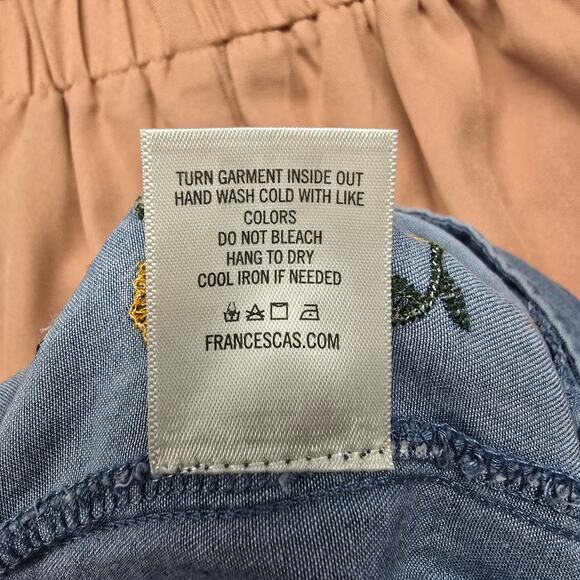 TURN GARMENT INSIDE OUT
HAND WASH COLD WITH LIKE
COLORS
DO NOT BLEACH
HANG TO DRY
COOL IRON IF NEEDED
FRANCESCAS.COM